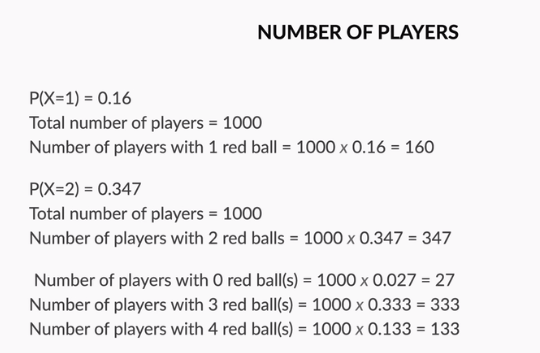 NUMBER OF PLAYERS
P(X=1) = 0.16
Total number of players = 1000
Number of players with 1 red ball = 1000 x 0.16 = 160
P(X=2) = 0.347
Total number of players = 1000
Number of players with 2 red balls = 1000 x 0.347 = 347
Number of players with 0 red ball(s) = 1000 x 0.027 = 27
Number of players with 3 red ball(s) = 1000 x 0.333 = 333
Number of players with 4 red ball(s) = 1000 x 0.133 = 133